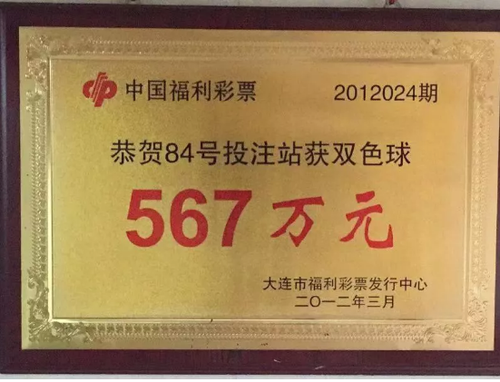 中国福利彩票 2012024期
恭贺84号投注站获双色球
567万元
大连市福利彩票发行中心
二〇一二年三月